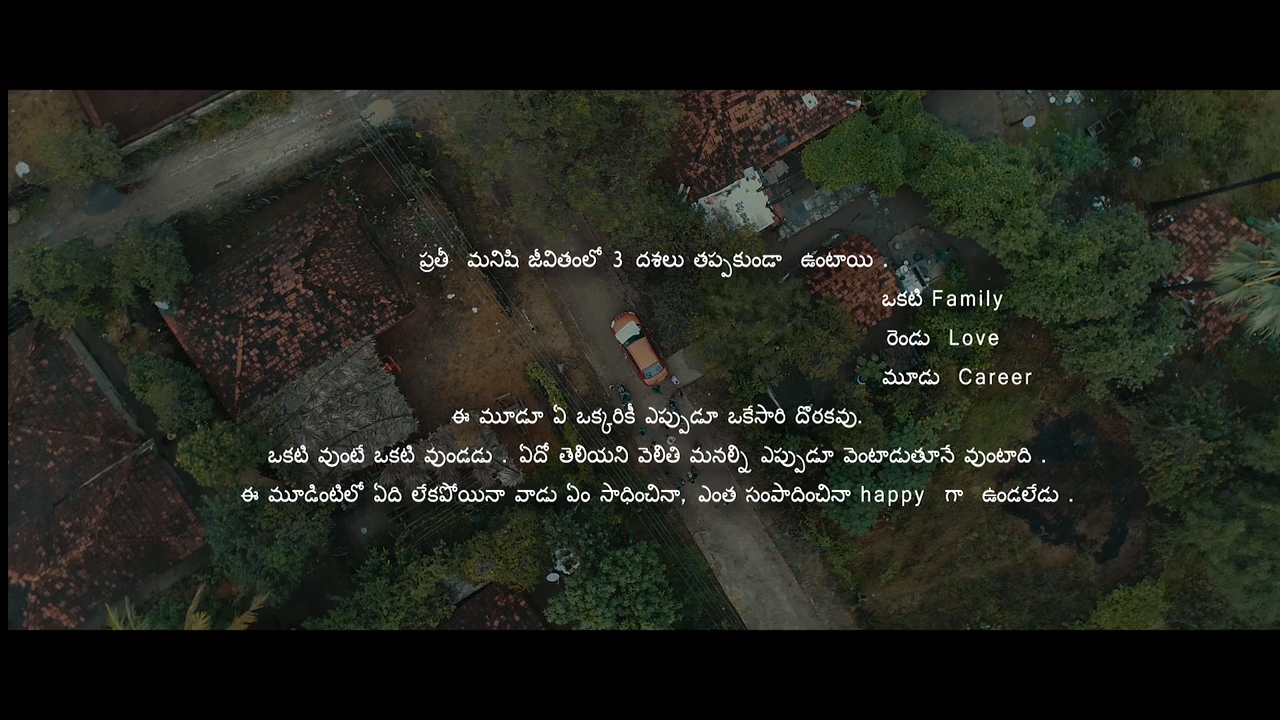 ప్రతీ మనిషి జీవితంలో 3 దశలు తప్పకుండా ఉంటాయి .
ఒకటి Family
రెండు Love
మూడు Career
ఈ మూడూ ఏ ఒక్కరికీ ఎప్పుడూ ఒకేసారి దొరకవు.
ఒకటి వుంటే ఒకటి వుండదు . ఏదో తెలియని వెలితి మనల్ని ఎప్పుడూ వెంటాడుతూనే వుంటాది .
ఈ మూడింటిలో ఏది లేకపోయినా వాడు ఏం సాధించినా, ఎంత సంపాదించినా happy గా ఉండలేడు .